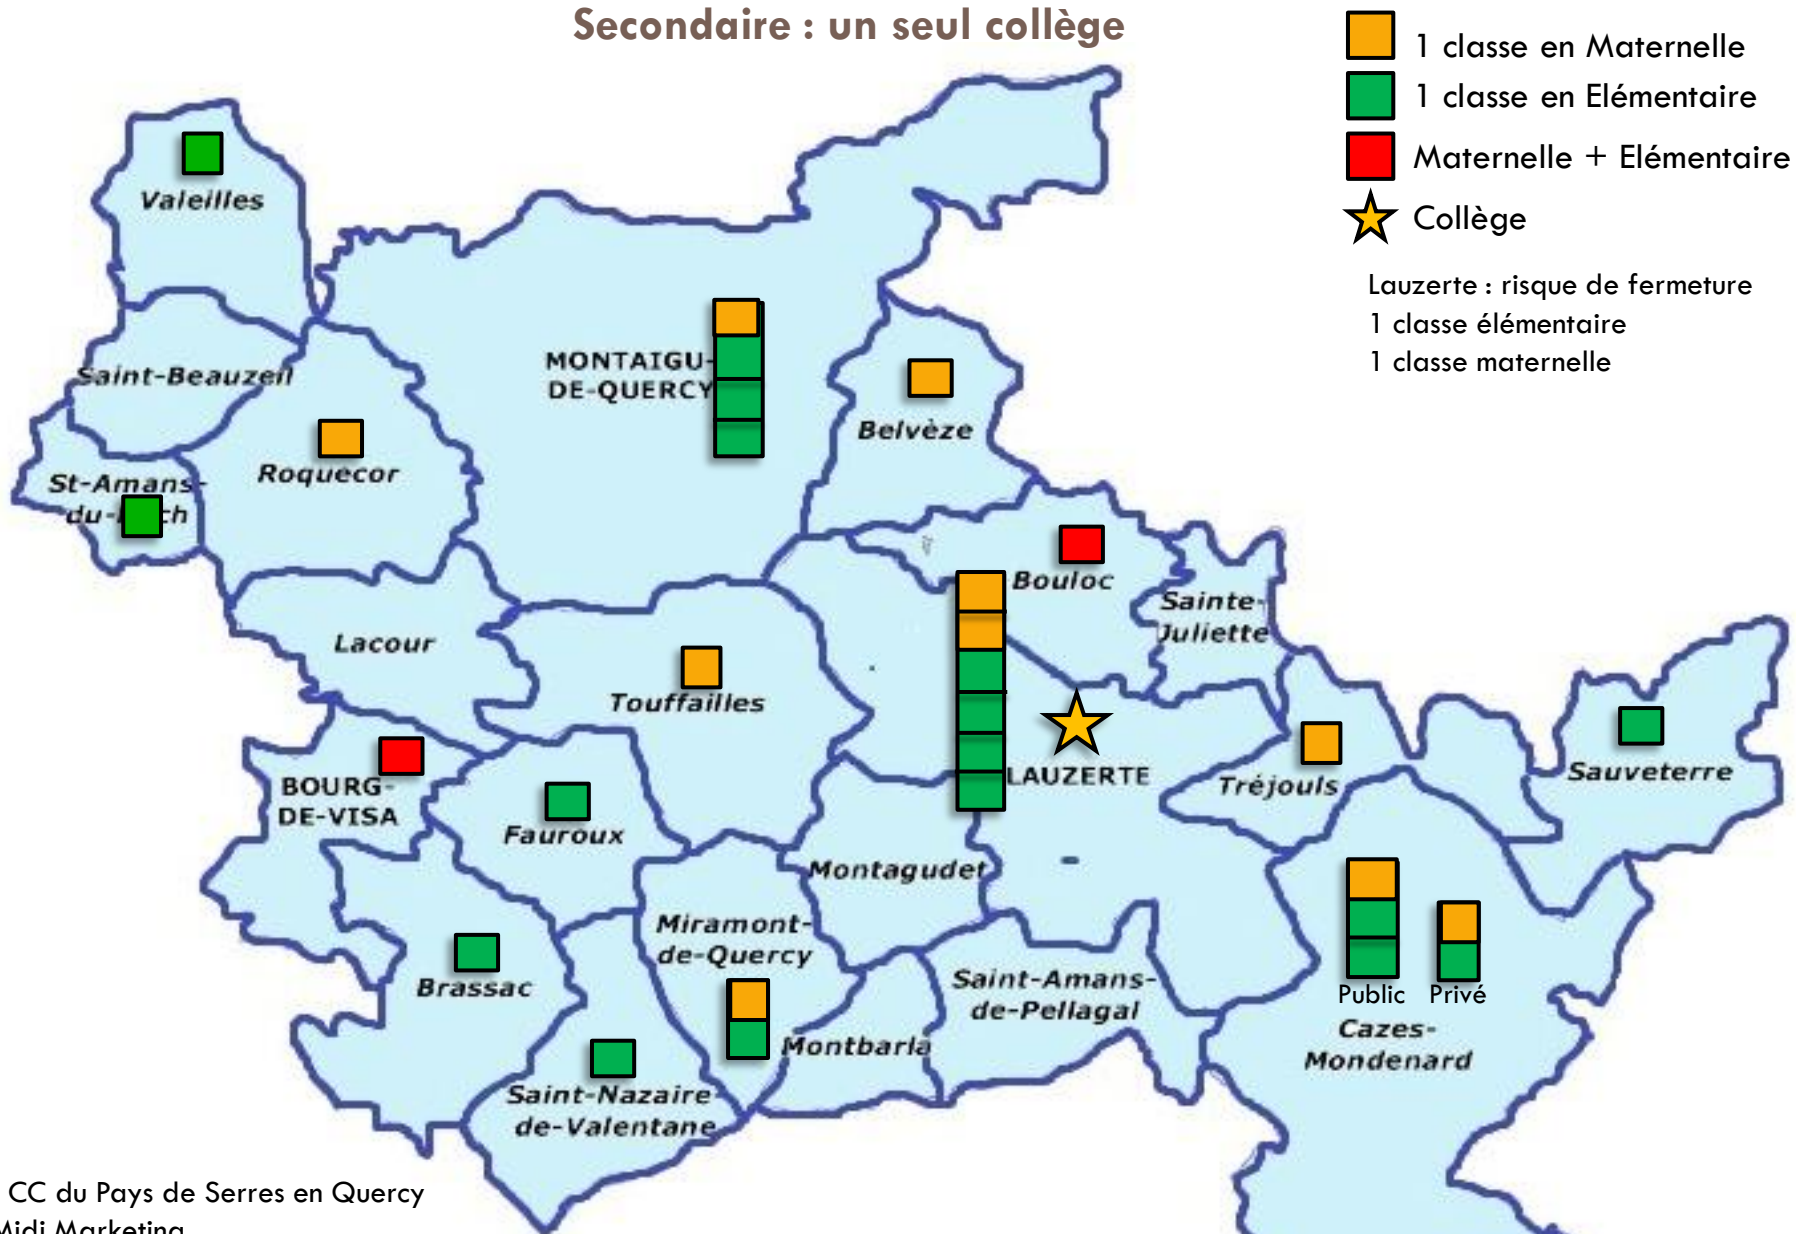 Secondaire : un seul collège
1 classe en Maternelle
1 classe en Elémentaire
Maternelle + Elémentaire
Collège
Lauzerte : risque de fermeture
1 classe élémentaire
1 classe maternelle
Valeilles
Saint-Beauzeil
MONTAIGU-
DE-QUERCY
Belvèze
Roquecor
St-Amans-
Bouloc
Sainte-
Juliette
Lacour
Touffailles
BOURG-
DE-VISA
Fauroux
LAUZERTE
Tréjouls
Sauveterre
Montagudet
Miramont-
de-Quercy
Brassac
Saint-Amans-
de-Pellagal
Public Privé
Cazes-
Mondenard
Montbarla
Saint-Nazaire-
de-Valentane
CC du Pays de Serres en Quercy
Midi Marketing